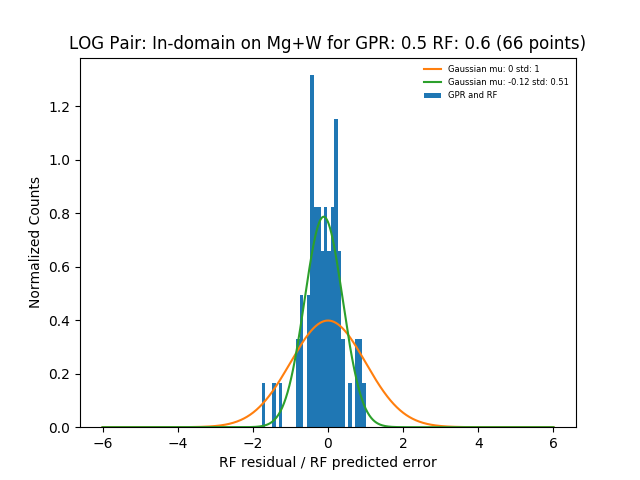 LOG Pair: In-domain on Mg+W for GPR: 0.5 RF: 0.6 (66 points)
Gaussian mu: 0 std: 1
Gaussian mu: -0.12 std: 0.51
GPR and RF
Normalized Counts
1.2
1.0
0.8
0.6
0.4
0.2
0.0
−6 −4 −2 0 2 4 6
RF residual / RF predicted error